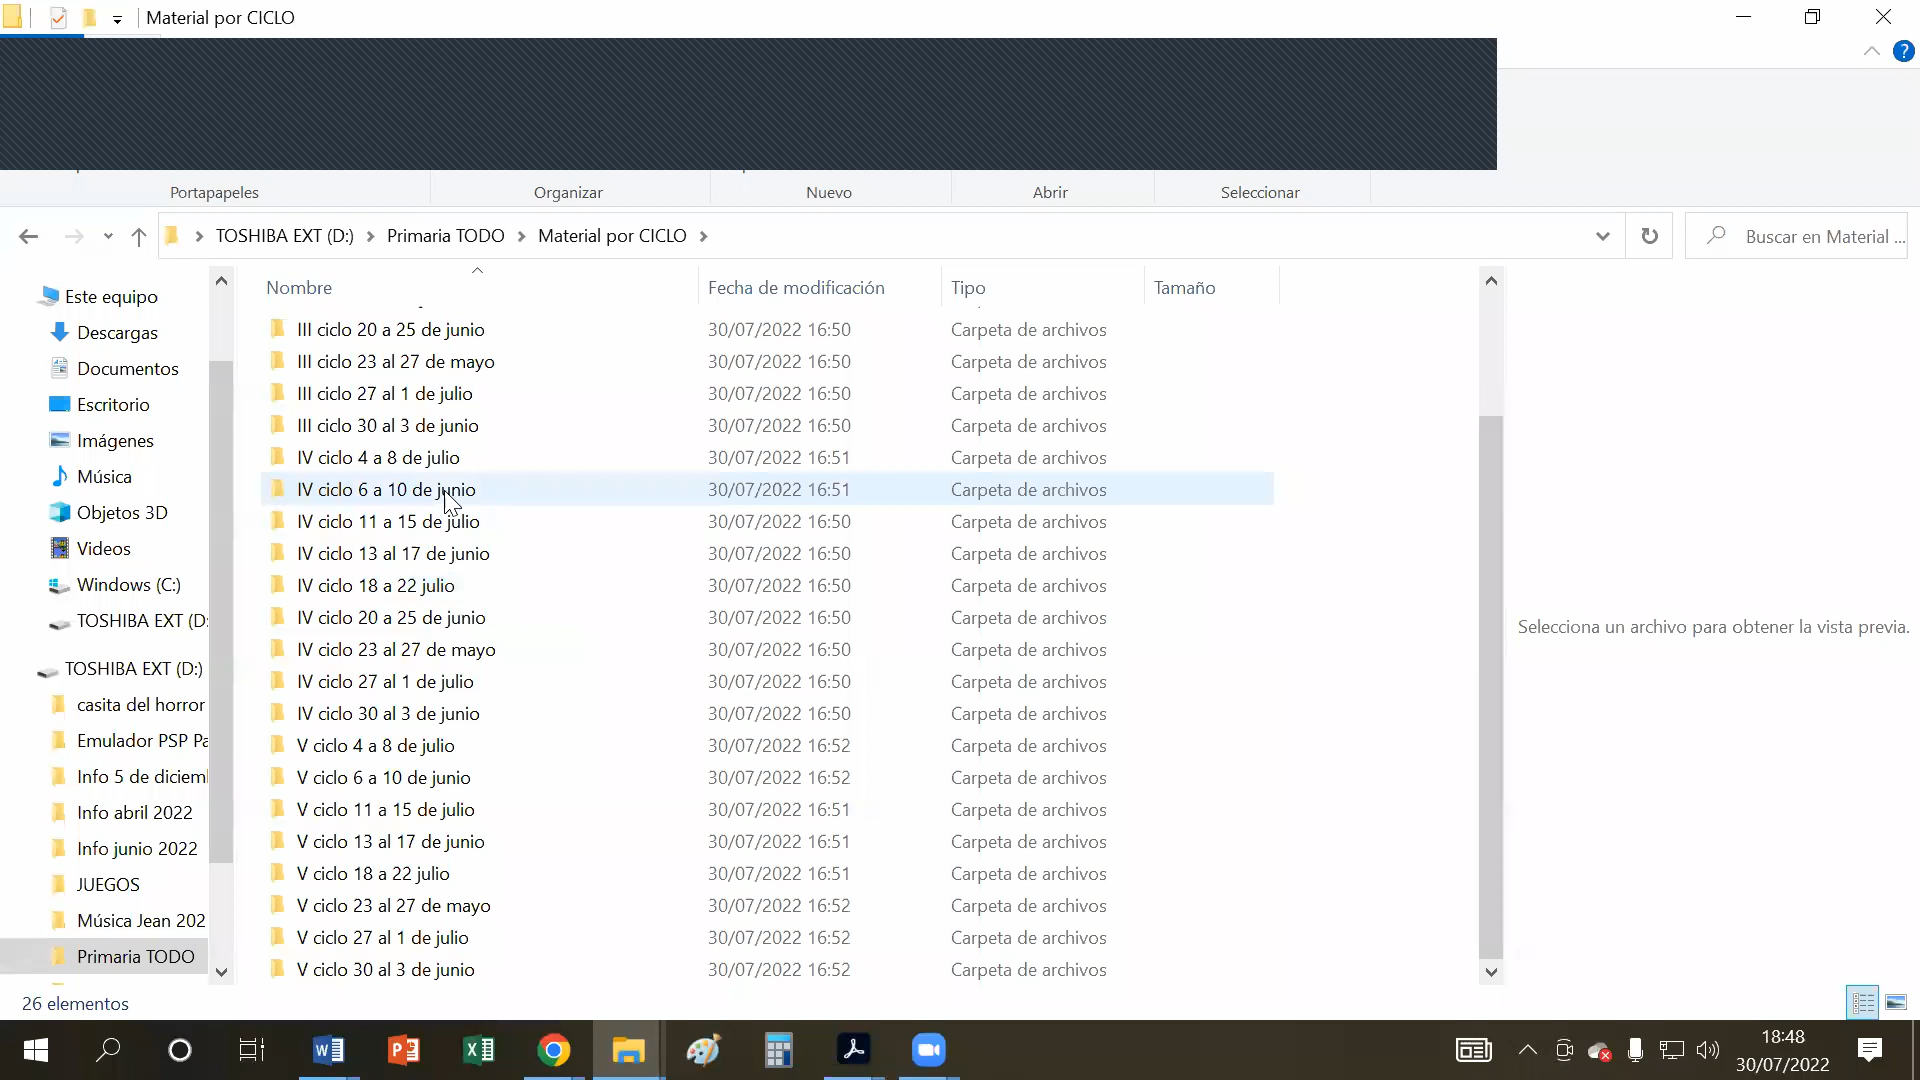 Material por CICLO
Portapapeles
Organizar
Nuevo
Abrir
Seleccionar
TOSHIBA EXT (D:) > Primaria TODO > Material por CICLO >
Buscar en Material ...
Este equipo
Descargas
Documentos
Escritorio
Imágenes
Música
Objetos 3D
Videos
Windows (C:)
TOSHIBA EXT (D:
TOSHIBA EXT (D:)
casita del horror
Emulador PSP Pa
Info 5 de diciem
Info abril 2022
Info junio 2022
JUEGOS
Música Jean 202
Primaria TODO
Nombre Fecha de modificación Tipo Tamaño
III ciclo 20 a 25 de junio 30/07/2022 16:50 Carpeta de archivos
III ciclo 23 al 27 de mayo 30/07/2022 16:50 Carpeta de archivos
III ciclo 27 al 1 de julio 30/07/2022 16:50 Carpeta de archivos
III ciclo 30 al 3 de junio 30/07/2022 16:50 Carpeta de archivos
IV ciclo 4 a 8 de julio 30/07/2022 16:51 Carpeta de archivos
IV ciclo 6 a 10 de junio 30/07/2022 16:51 Carpeta de archivos
IV ciclo 11 a 15 de julio 30/07/2022 16:50 Carpeta de archivos
IV ciclo 13 al 17 de junio 30/07/2022 16:50 Carpeta de archivos
IV ciclo 18 a 22 julio 30/07/2022 16:50 Carpeta de archivos
IV ciclo 20 a 25 de junio 30/07/2022 16:50 Carpeta de archivos
IV ciclo 23 al 27 de mayo 30/07/2022 16:50 Carpeta de archivos
IV ciclo 27 al 1 de julio 30/07/2022 16:50 Carpeta de archivos
IV ciclo 30 al 3 de junio 30/07/2022 16:50 Carpeta de archivos
V ciclo 4 a 8 de julio 30/07/2022 16:52 Carpeta de archivos
V ciclo 6 a 10 de junio 30/07/2022 16:52 Carpeta de archivos
V ciclo 11 a 15 de julio 30/07/2022 16:51 Carpeta de archivos
V ciclo 13 al 17 de junio 30/07/2022 16:51 Carpeta de archivos
V ciclo 18 a 22 julio 30/07/2022 16:51 Carpeta de archivos
V ciclo 23 al 27 de mayo 30/07/2022 16:52 Carpeta de archivos
V ciclo 27 al 1 de julio 30/07/2022 16:52 Carpeta de archivos
V ciclo 30 al 3 de junio 30/07/2022 16:52 Carpeta de archivos
Selecciona un archivo para obtener la vista previa.
26 elementos
18:48
30/07/2022